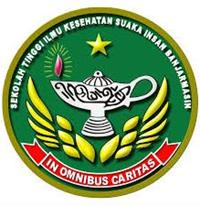 SEKOLAH TINGGI ILMU KESEHATAN SUAKA INSAN BANJARMASIN
IN OMNIBUS CARITAS